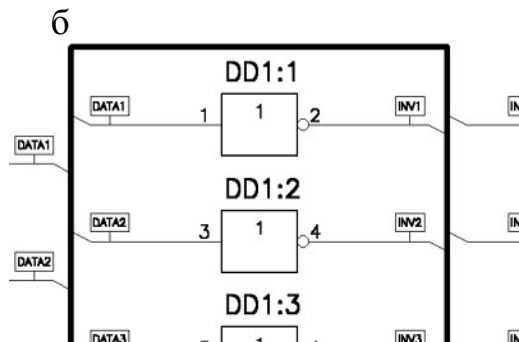 б
DD1:1
DATA1 1 1 2 INV1
DATA1
DD1:2
DATA2 3 1 4 INV2
DATA2
DD1:3
DATA3 1 INV3